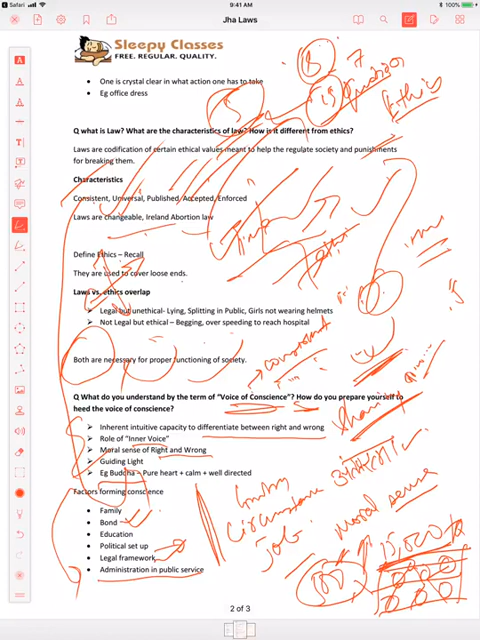 Safari
9:41 AM
91%
Jha Laws
Sleepy Classes
FREE. REGULAR. QUALITY.
One is crystal clear in what action one has to take
Eg office dress
Ethics
Q what is Law? What are the characteristics of law? How is it different from ethics?
Laws are codification of certain ethical values meant to help the regulate society and punishments
for breaking them.
Characteristics
Consistent, Universal, Published, Accepted, Enforced
Laws are changeable, Ireland Abortion law
Define Ethics – Recall
They are used to cover loose ends.
Laws vs. ethics overlap
Legal but unethical- Lying, Splitting in Public, Girls not wearing helmets
Not Legal but ethical – Begging, over speeding to reach hospital
Both are necessary for proper functioning of society.
Q What do you understand by the term of "Voice of Conscience"? How do you prepare yourself to
heed the voice of conscience?
Inherent intuitive capacity to differentiate between right and wrong
Role of "Inner Voice"
Moral sense of Right and Wrong
Guiding Light
Eg Buddha – Pure heart + calm + well directed
Factors forming conscience
Family
Bond
Education
Political set up
Legal framework
Administration in public service
Circumstance
Job.
Moral sense
15,000
500
2 of 3